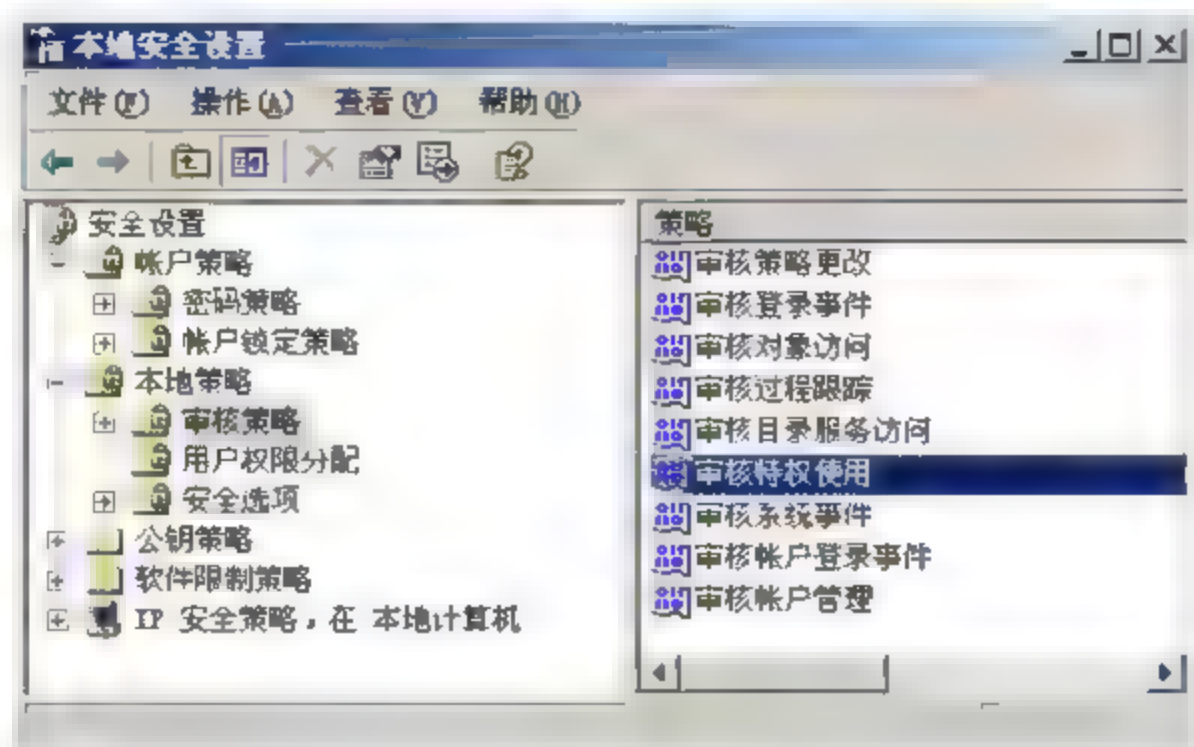 本地安全设置
文件(F) 操作(A) 查看(V) 帮助(H)
安全设置
帐户策略
密码策略
帐户锁定策略
本地策略
审核策略
用户权限分配
安全选项
公钥策略
软件限制策略
IP 安全策略，在 本地计算机
策略
审核策略更改
审核登录事件
审核对象访问
审核过程跟踪
审核目录服务访问
审核特权使用
审核系统事件
审核帐户登录事件
审核帐户管理